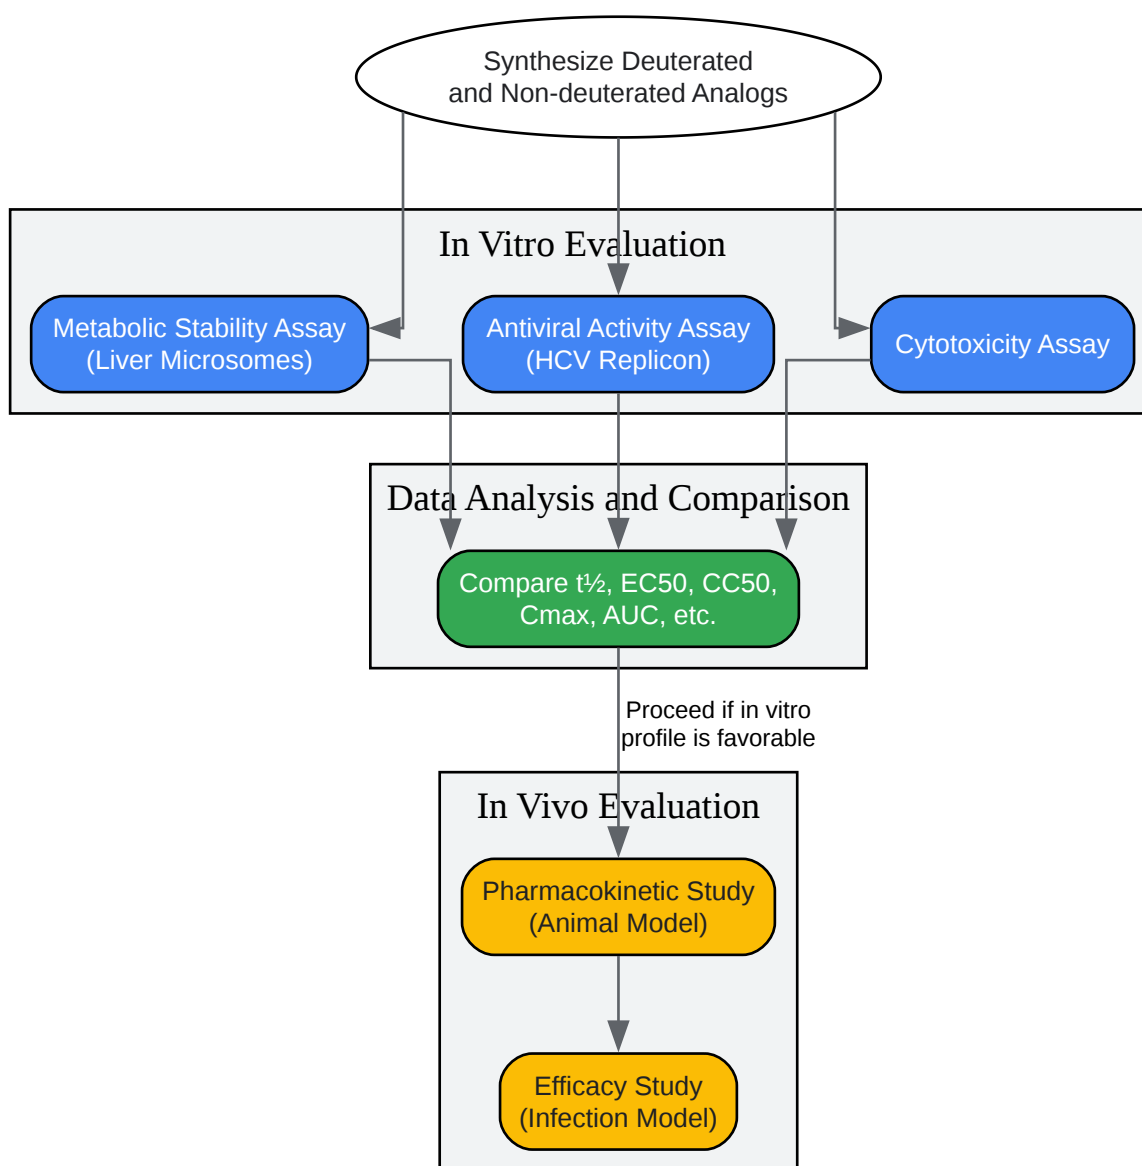 Synthesize Deuterated
and Non-deuterated Analogs
In Vitro Evaluation
Metabolic Stability Assay
(Liver Microsomes)
Antiviral Activity Assay
(HCV Replicon)
Cytotoxicity Assay
Data Analysis and Comparison
Compare t½, EC50, CC50,
Cmax, AUC, etc.
Proceed if in vitro
profile is favorable
In Vivo Evaluation
Pharmacokinetic Study
(Animal Model)
Efficacy Study
(Infection Model)